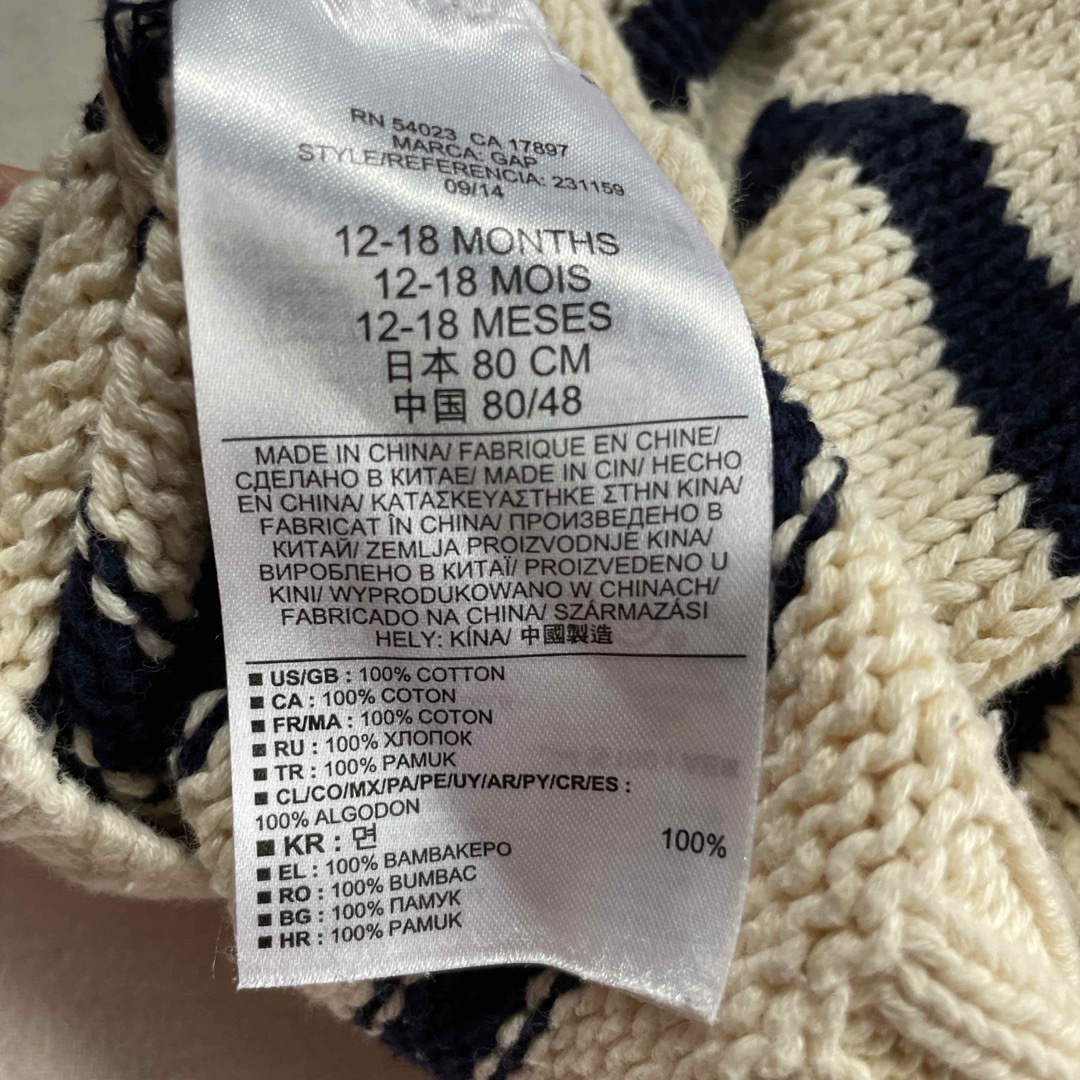 RN 54023 CA 17897
MARCA: GAP
STYLE/REFERENCIA: 231159
09/14
12-18 MONTHS
12-18 MOIS
12-18 MESES
日本 80 CM
中国 80/48
MADE IN CHINA/ FABRIQUE EN CHINE/
СДЕЛАНО В КИТАЕ/ MADE IN CIN/ HECHO
EN CHINA/ ΚΑΤΑΣΚΕΥΑΣΤΗΚΕ ΣΤΗΝ ΚΙΝΑ/
FABRICAT ÎN CHINA/ ПРОИЗВЕДЕНО В
КИТАЙ/ ZEMLJA PROIZVODNJE KINA/
ВИРОБЛЕНО В КИТАЇ/ PROIZVEDENO U
KINI/ WYPRODUKOWANO W CHINACH/
FABRICADO NA CHINA/ SZÁRMAZÁSI
HELY: KÍNA/ 中國製造
■ US/GB : 100% COTTON
■ CA : 100% COTON
■ FR/MA : 100% COTON
■ RU : 100% ХЛОПОК
■ TR : 100% PAMUK
■ CL/CO/MX/PA/PE/UY/AR/PY/CR/ES :
100% ALGODON
■ KR : 면 100%
■ EL : 100% ΒΑΜΒΑΚΕΡΟ
■ RO : 100% BUMBAC
■ BG : 100% ПАМУК
■ HR : 100% PAMUK